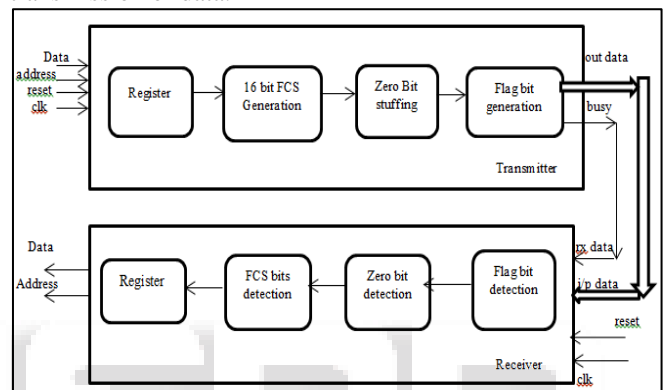 Data
address
reset
clk
Register
16 bit FCS
Generation
Zero Bit
stuffing
Flag bit
generation
out data
busy
Transmitter
Data
Address
Register
FCS bits
detection
Zero bit
detection
Flag bit
detection
rx data
i/p data
reset
Receiver
clk